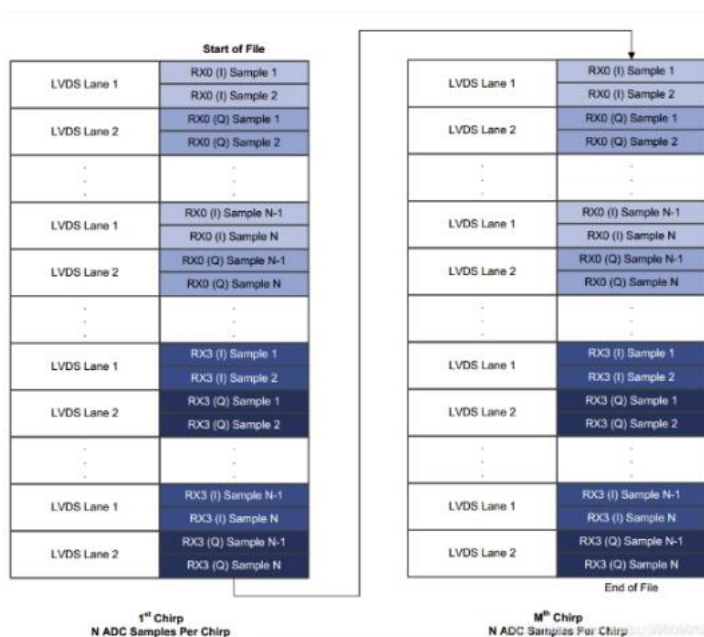 Start of File
LVDS Lane 1
RX0 (I) Sample 1
RX0 (I) Sample 2
LVDS Lane 2
RX0 (Q) Sample 1
RX0 (Q) Sample 2
LVDS Lane 1
RX0 (I) Sample N-1
RX0 (I) Sample N
LVDS Lane 2
RX0 (Q) Sample N-1
RX0 (Q) Sample N
LVDS Lane 1
RX3 (I) Sample 1
RX3 (I) Sample 2
LVDS Lane 2
RX3 (Q) Sample 1
RX3 (Q) Sample 2
LVDS Lane 1
RX3 (I) Sample N-1
RX3 (I) Sample N
LVDS Lane 2
RX3 (Q) Sample N-1
RX3 (Q) Sample N
1st Chirp
N ADC Samples Per Chirp
LVDS Lane 1
RX0 (I) Sample 1
RX0 (I) Sample 2
LVDS Lane 2
RX0 (Q) Sample 1
RX0 (Q) Sample 2
LVDS Lane 1
RX0 (I) Sample N-1
RX0 (I) Sample N
LVDS Lane 2
RX0 (Q) Sample N-1
RX0 (Q) Sample N
LVDS Lane 1
RX3 (I) Sample 1
RX3 (I) Sample 2
LVDS Lane 2
RX3 (Q) Sample 1
RX3 (Q) Sample 2
LVDS Lane 1
RX3 (I) Sample N-1
RX3 (I) Sample N
LVDS Lane 2
RX3 (Q) Sample N-1
RX3 (Q) Sample N
End of File
Mth Chirp
N ADC Samples Per Chirp